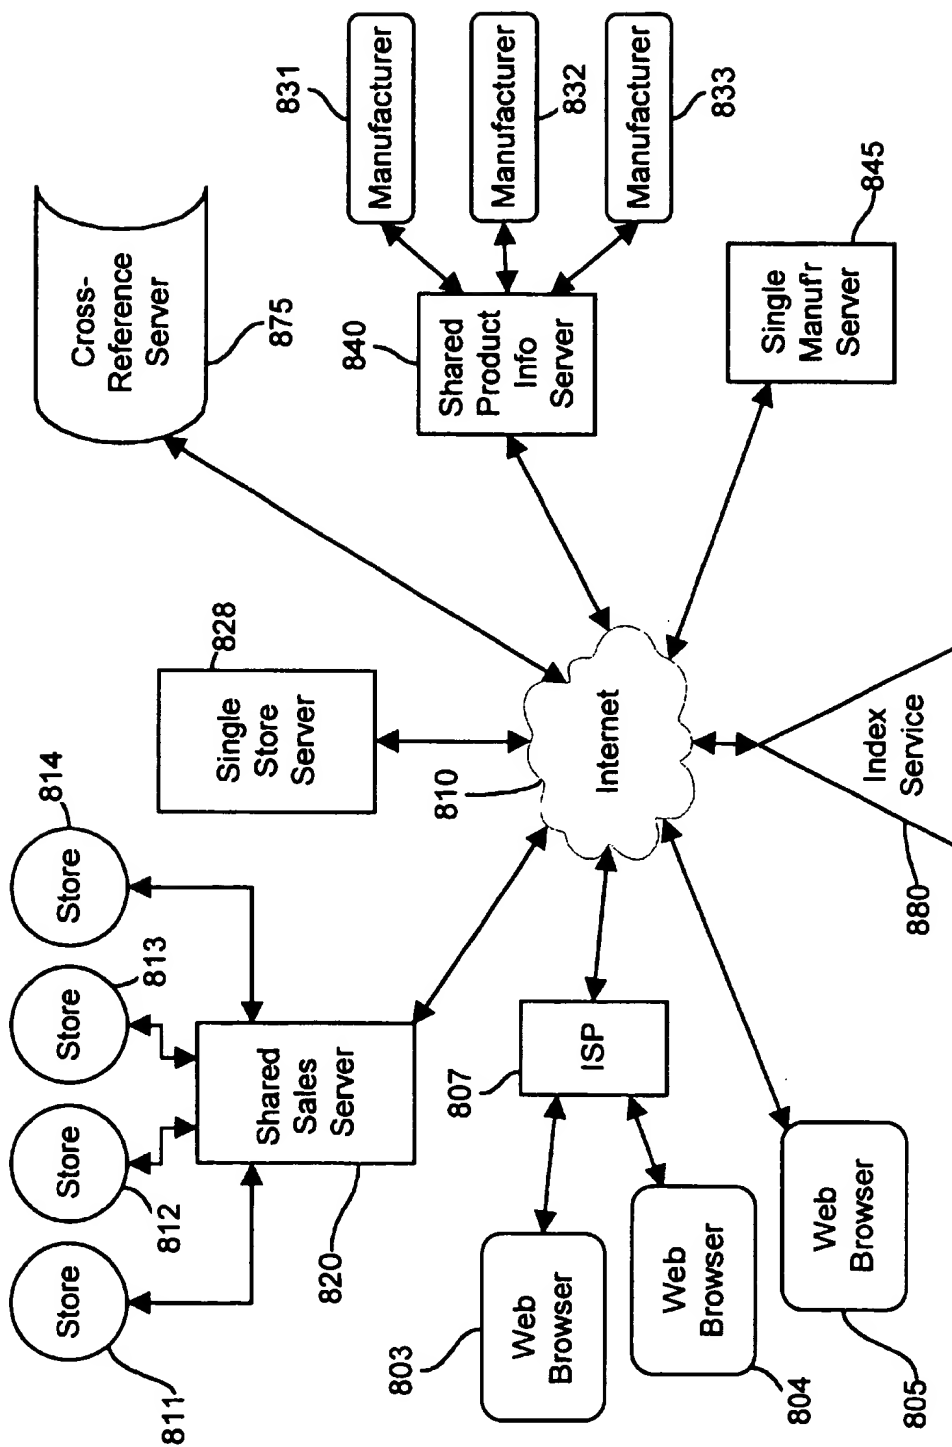 Store
Store
Store
Store
814
813
812
811
Cross-
Reference
Server
875
Single
Store
Server
828
Shared
Sales
Server
820
831
Manufacturer
832
Manufacturer
833
Manufacturer
840
Shared
Product
Info
Server
810
Internet
807
ISP
803
Web
Browser
Web
Browser
804
Web
Browser
805
Single
Manuf'r
Server
845
Index
Service
880